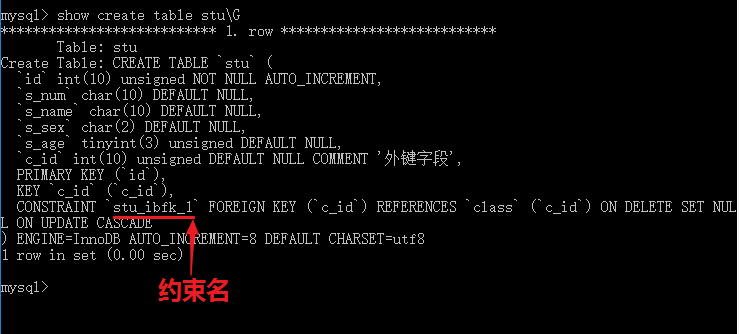 mysql> show create table stu\G
*************************** 1. row ***************************
Table: stu
Create Table: CREATE TABLE `stu` (
`id` int(10) unsigned NOT NULL AUTO_INCREMENT,
`s_num` char(10) DEFAULT NULL,
`s_name` char(10) DEFAULT NULL,
`s_sex` char(2) DEFAULT NULL,
`s_age` tinyint(3) unsigned DEFAULT NULL,
`c_id` int(10) unsigned DEFAULT NULL COMMENT '外键字段',
PRIMARY KEY (`id`),
KEY `c_id` (`c_id`),
CONSTRAINT `stu_ibfk_1` FOREIGN KEY (`c_id`) REFERENCES `class` (`c_id`) ON DELETE SET NUL
L ON UPDATE CASCADE
) ENGINE=InnoDB AUTO_INCREMENT=8 DEFAULT CHARSET=utf8
1 row in set (0.00 sec)
mysql>
约束名